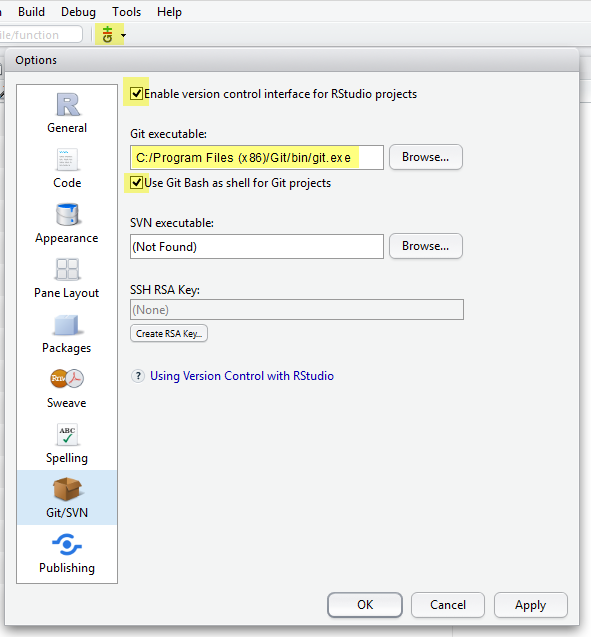 Build Debug Tools Help
ile/function
Options
General
Code
Appearance
Pane Layout
Packages
Rnw
Sweave
ABC
Spelling
Git/SVN
Publishing
Enable version control interface for RStudio projects
Git executable:
C:/Program Files (x86)/Git/bin/git.exe Browse...
Use Git Bash as shell for Git projects
SVN executable:
(Not Found) Browse...
SSH RSA Key:
(None)
Create RSA Key...
? Using Version Control with RStudio
OK Cancel Apply